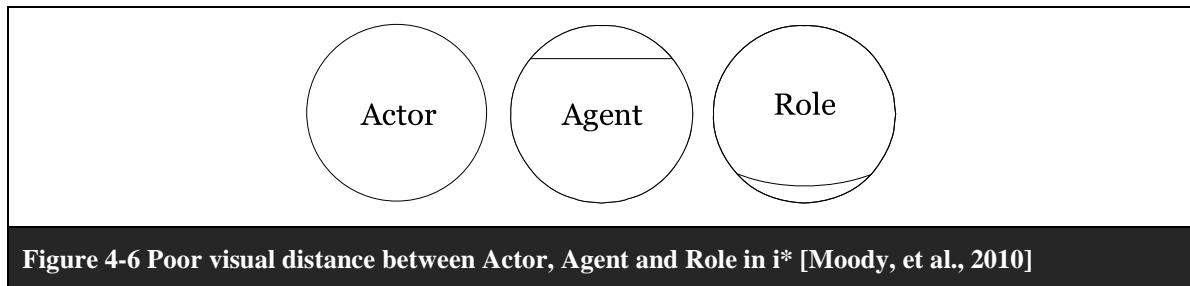 Actor Agent Role
Figure 4-6 Poor visual distance between Actor, Agent and Role in i* [Moody, et al., 2010]